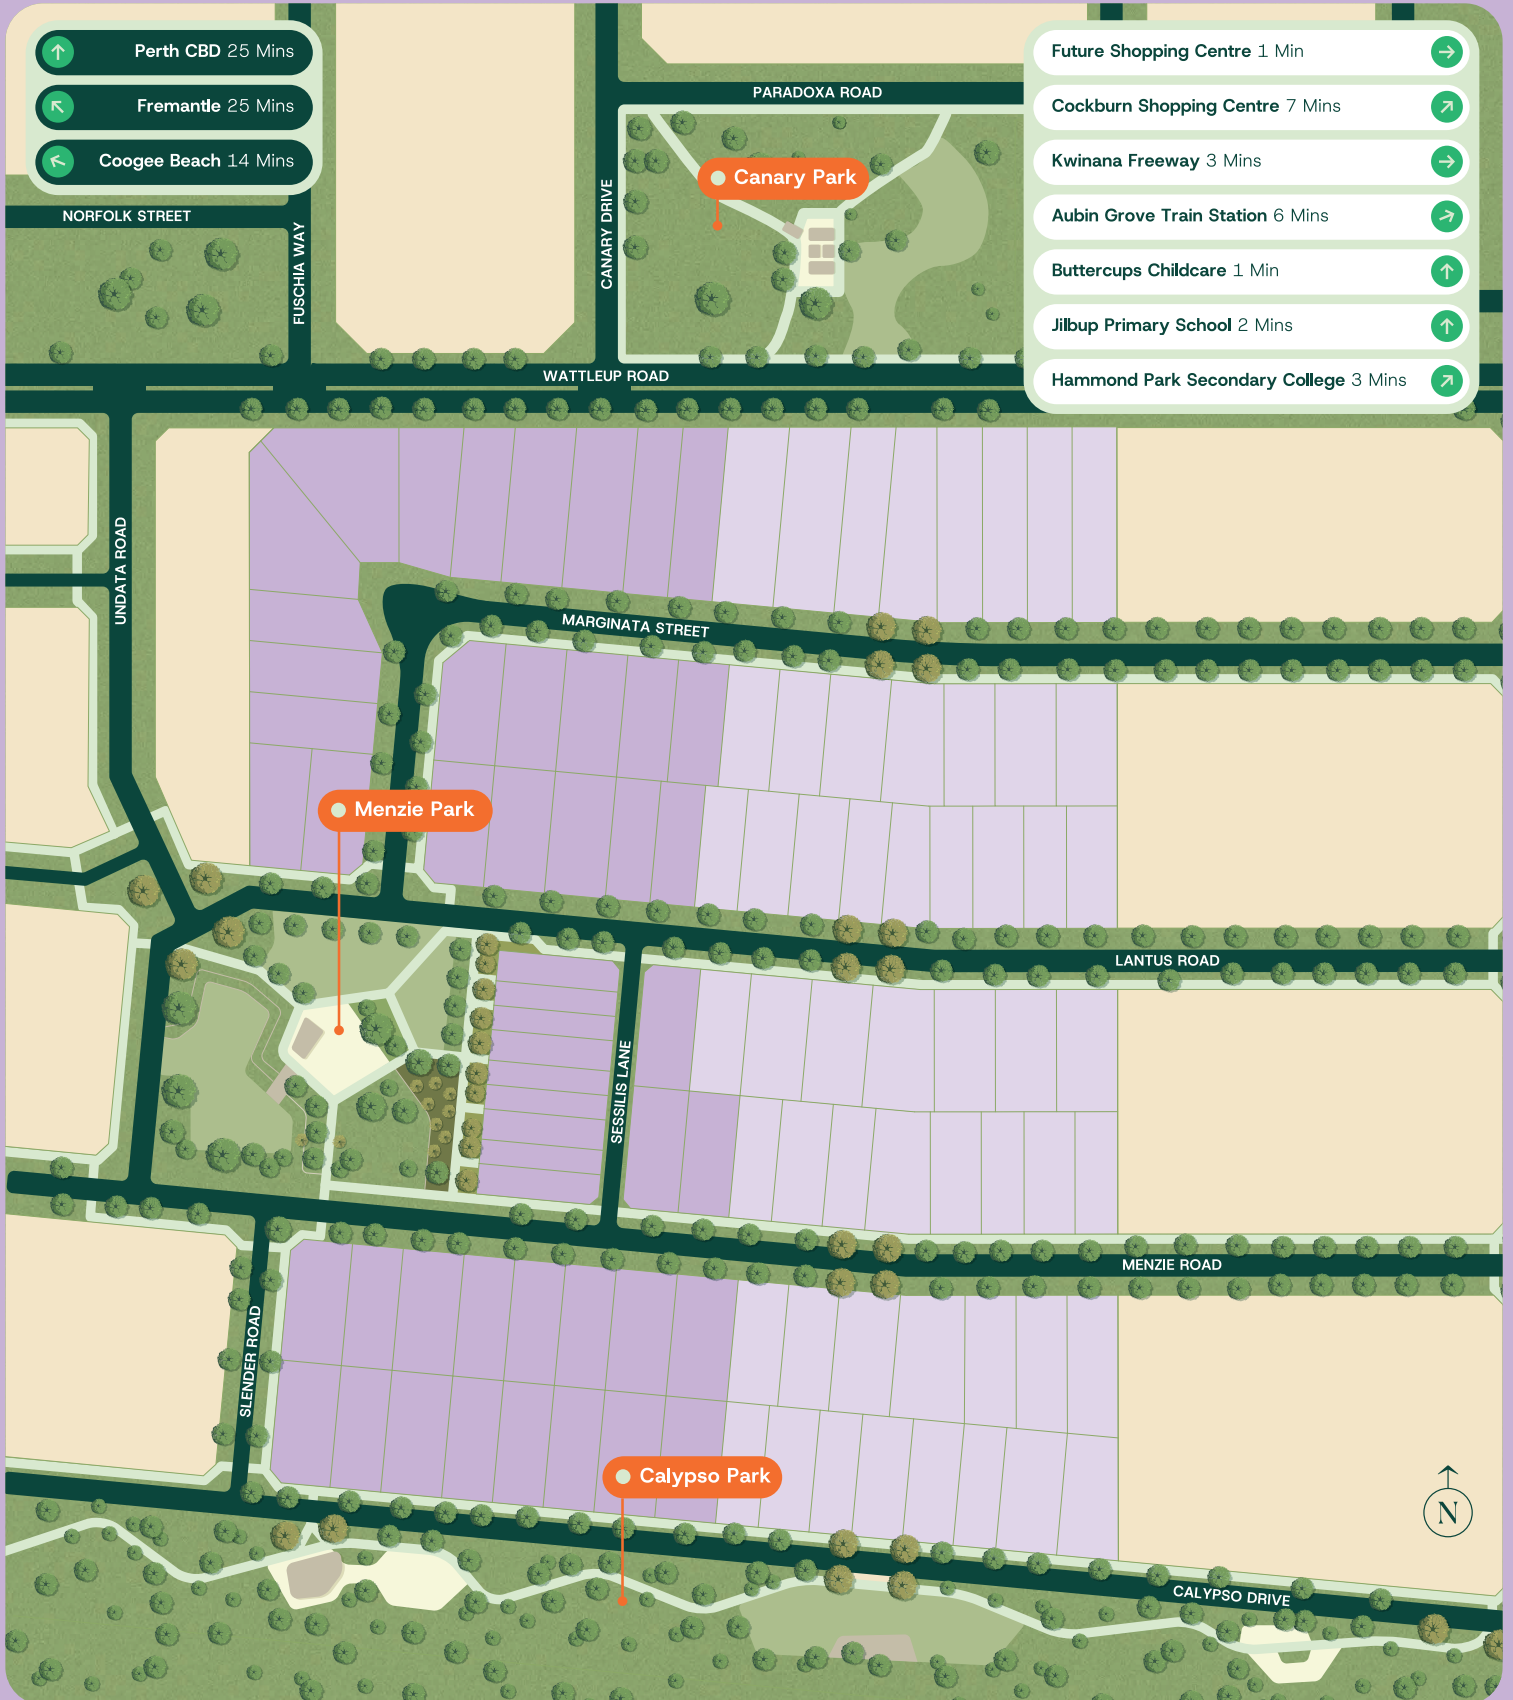 Perth CBD 25 Mins
Fremantle 25 Mins
Coogee Beach 14 Mins
Future Shopping Centre 1 Min
Cockburn Shopping Centre 7 Mins
Kwinana Freeway 3 Mins
Aubin Grove Train Station 6 Mins
Buttercups Childcare 1 Min
Jilbup Primary School 2 Mins
Hammond Park Secondary College 3 Mins
PARADOXA ROAD
Canary Park
NORFOLK STREET
FUSCHIA WAY
CANARY DRIVE
WATTLEUP ROAD
UNDATA ROAD
MARGINATA STREET
Menzie Park
LANTUS ROAD
SESSILIS LANE
MENZIE ROAD
SLENDER ROAD
Calypso Park
N
CALYPSO DRIVE